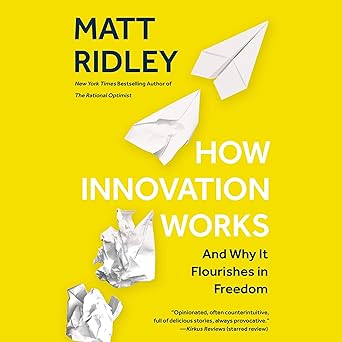 MATT
RIDLEY
New York Times Bestselling Author of
The Rational Optimist
HOW
INNOVATION
WORKS
And Why It
Flourishes in
Freedom
"Opinionated, often counterintuitive,
full of delicious stories, always provocative."
—Kirkus Reviews (starred review)